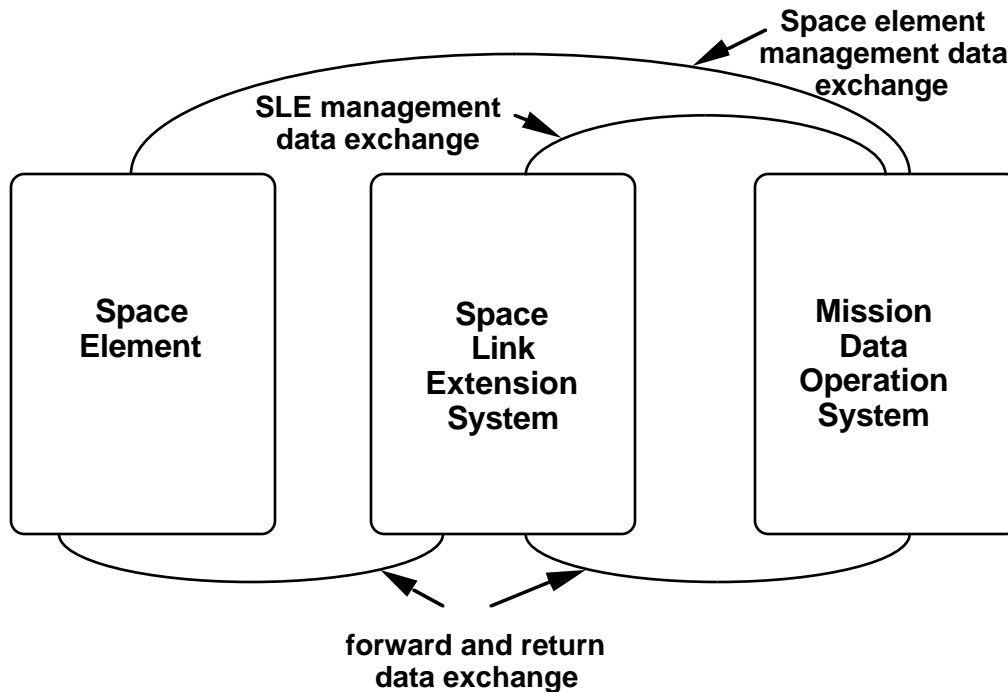 Space element
management data
exchange
SLE management
data exchange
Space
Element
Space
Link
Extension
System
Mission
Data
Operation
System
forward and return
data exchange